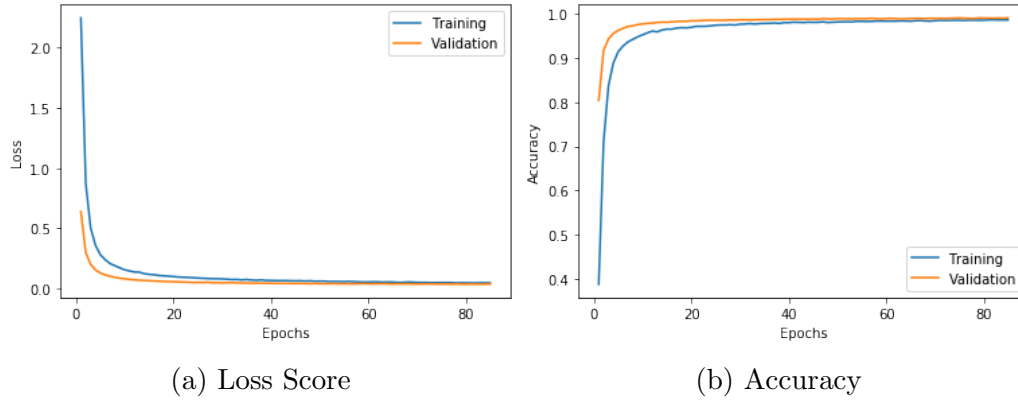 2.0
1.5
1.0
0.5
0.0
Loss
0 20 40 60 80
Epochs
Training
Validation
(a) Loss Score
1.0
0.9
0.8
0.7
0.6
0.5
0.4
Accuracy
0 20 40 60 80
Epochs
Training
Validation
(b) Accuracy